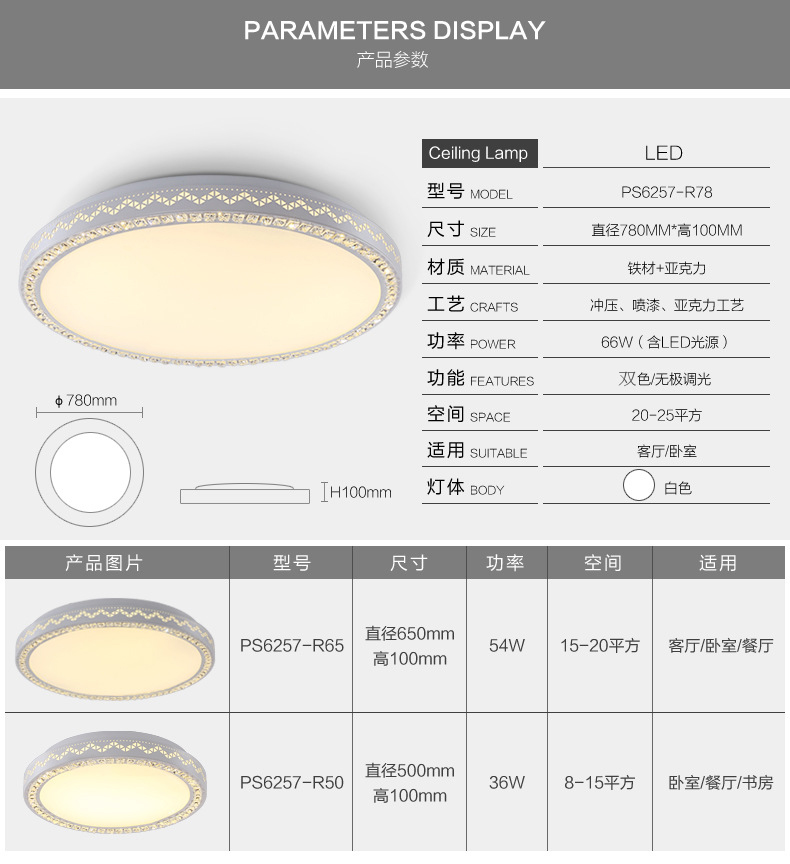 PARAMETERS DISPLAY
产品参数
Ceiling Lamp LED
型号 MODEL PS6257-R78
尺寸 SIZE 直径780MM*高100MM
材质 MATERIAL 铁材+亚克力
工艺 CRAFTS 冲压、喷漆、亚克力工艺
功率 POWER 66W(含LED光源)
功能 FEATURES 双色/无极调光
空间 SPACE 20-25平方
适用 SUITABLE 客厅/卧室
灯体 BODY 白色
ϕ780mm
H100mm
产品图片 型号 尺寸 功率 空间 适用
PS6257-R65 直径650mm 高100mm 54W 15-20平方 客厅/卧室/餐厅
PS6257-R50 直径500mm 高100mm 36W 8-15平方 卧室/餐厅/书房